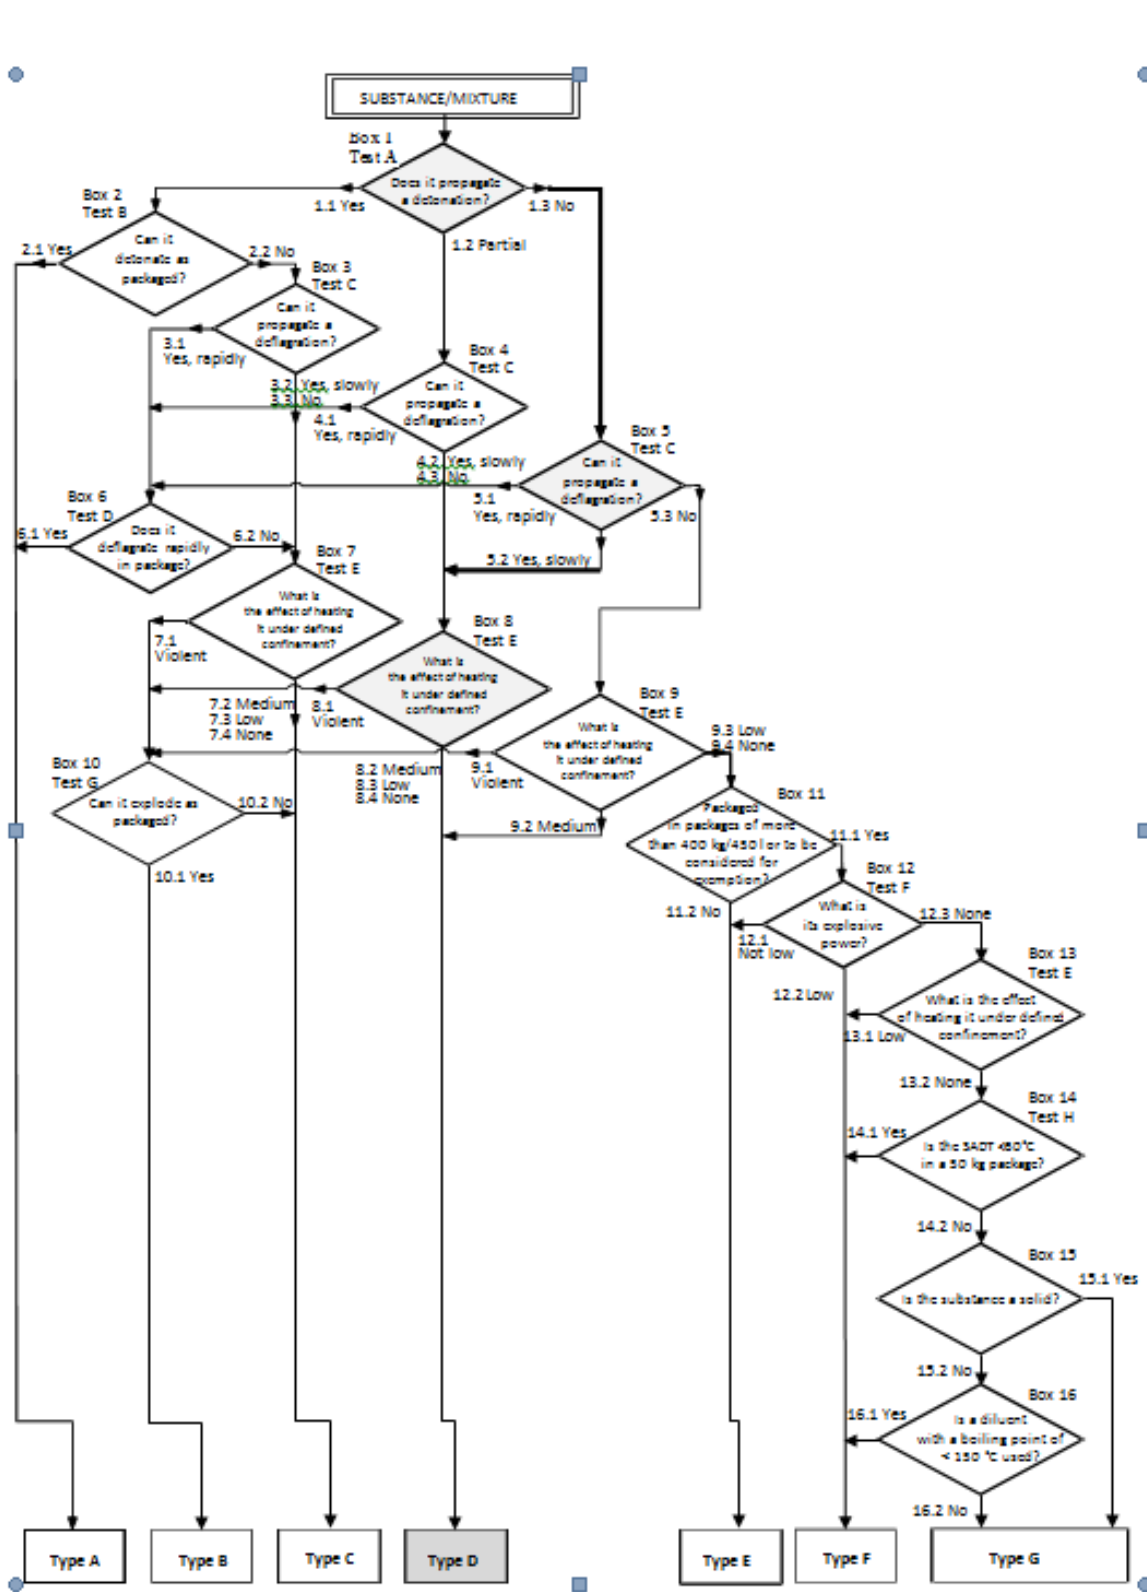 SUBSTANCE/MIXTURE
Box 1
Test A
Does it propagate
a detonation?
1.1 Yes
1.3 No
1.2 Partial
Box 2
Test B
Can it
detonate as
packaged?
2.1 Yes
2.2 No
Box 3
Test C
Can it
propagate a
deflagration?
3.1
Yes, rapidly
3.2 Yes, slowly
3.3 No
Box 4
Test C
Can it
propagate a
deflagration?
4.1
Yes, rapidly
4.2 Yes, slowly
4.3 No
Box 5
Test C
Can it
propagate a
deflagration?
5.1
Yes, rapidly
5.3 No
5.2 Yes, slowly
Box 6
Test D
Does it
deflagrate rapidly
in package?
6.1 Yes
6.2 No
Box 7
Test E
What is
the effect of heating
it under defined
confinement?
7.1
Violent
7.2 Medium
7.3 Low
7.4 None
Box 8
Test E
What is
the effect of heating
it under defined
confinement?
8.1
Violent
8.2 Medium
8.3 Low
8.4 None
Box 9
Test E
What is
the effect of heating
it under defined
confinement?
9.1
Violent
9.2 Medium
9.3 Low
9.4 None
Box 10
Test G
Can it explode as
packaged?
10.2 No
10.1 Yes
Box 11
Packaged
in packages of more
than 400 kg/450 l or to be
considered for
exemption?
11.1 Yes
11.2 No
Box 12
Test F
What is
its explosive
power?
12.3 None
12.1
Not low
12.2 Low
Box 13
Test E
What is the effect
of heating it under defined
confinement?
13.1 Low
13.2 None
Box 14
Test H
Is the SADT <60°C
in a 50 kg package?
14.1 Yes
14.2 No
Box 15
Is the substance a solid?
15.1 Yes
15.2 No
Box 16
Is a diluent
with a boiling point of
< 150 °C used?
16.1 Yes
16.2 No
Type A
Type B
Type C
Type D
Type E
Type F
Type G